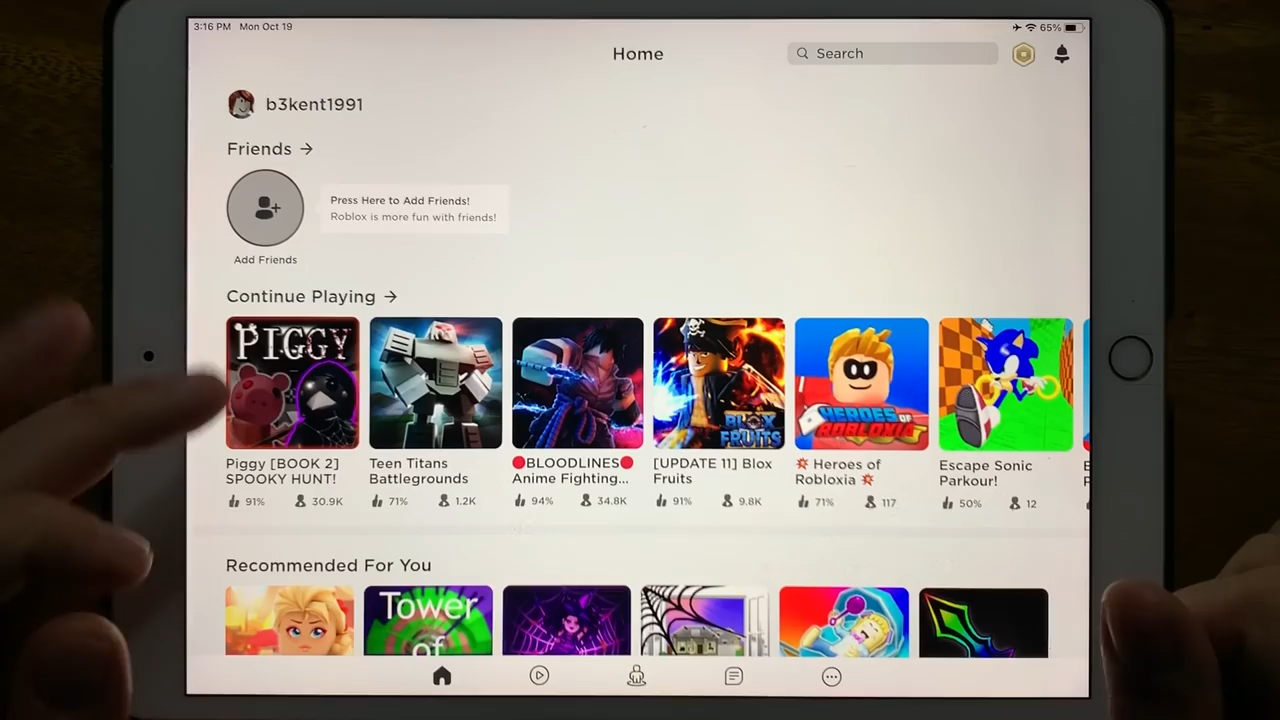 3:16 PM Mon Oct 19
65%
Home
Search
b3kent1991
Friends →
Press Here to Add Friends!
Roblox is more fun with friends!
Add Friends
Continue Playing →
PIGGY
BLOX
FRUITS
HEROES OF
ROBLOXIA
Piggy [BOOK 2]
SPOOKY HUNT!
91% 30.9K
Teen Titans
Battlegrounds
71% 1.2K
🔴BLOODLINES🔴
Anime Fighting...
94% 34.8K
[UPDATE 11] Blox
Fruits
91% 9.8K
💥 Heroes of
Robloxia 💥
71% 117
Escape Sonic
Parkour!
50% 12
Recommended For You
Tower
of